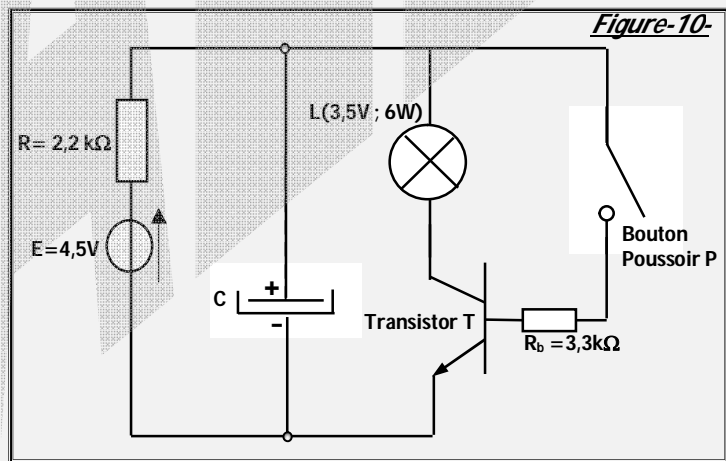 Figure-10-
L(3,5V ; 6W)
R= 2,2 kΩ
E=4,5V
Bouton
Poussoir P
C
+
-
Transistor T
Rb =3,3kΩ